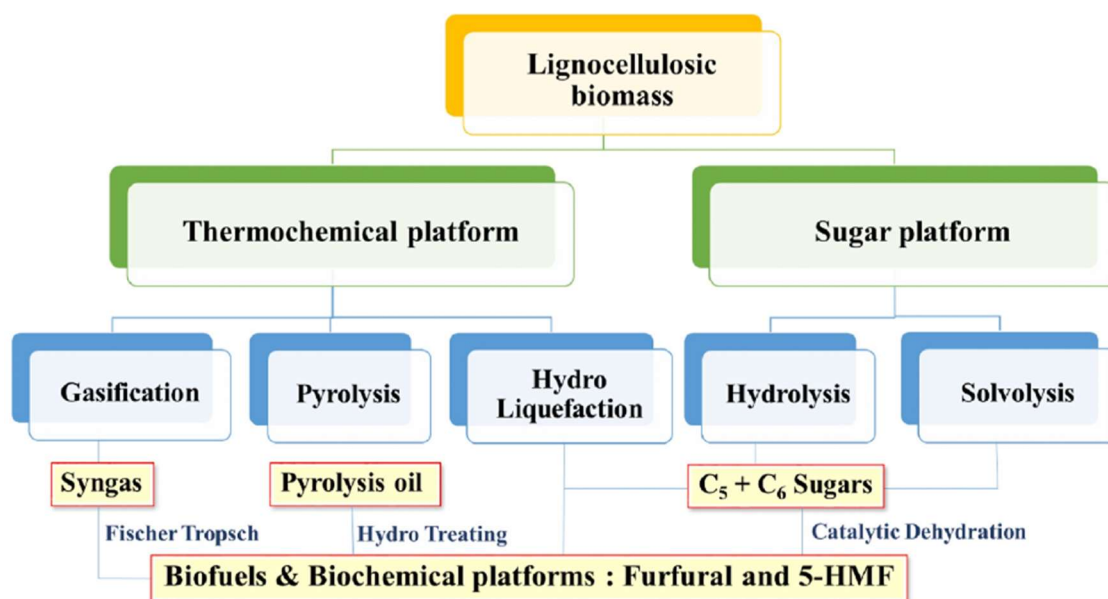 Lignocellulosic
biomass
Thermochemical platform
Sugar platform
Gasification
Pyrolysis
Hydro
Liquefaction
Hydrolysis
Solvolysis
Syngas
Pyrolysis oil
C₅ + C₆ Sugars
Fischer Tropsch
Hydro Treating
Catalytic Dehydration
Biofuels & Biochemical platforms : Furfural and 5-HMF